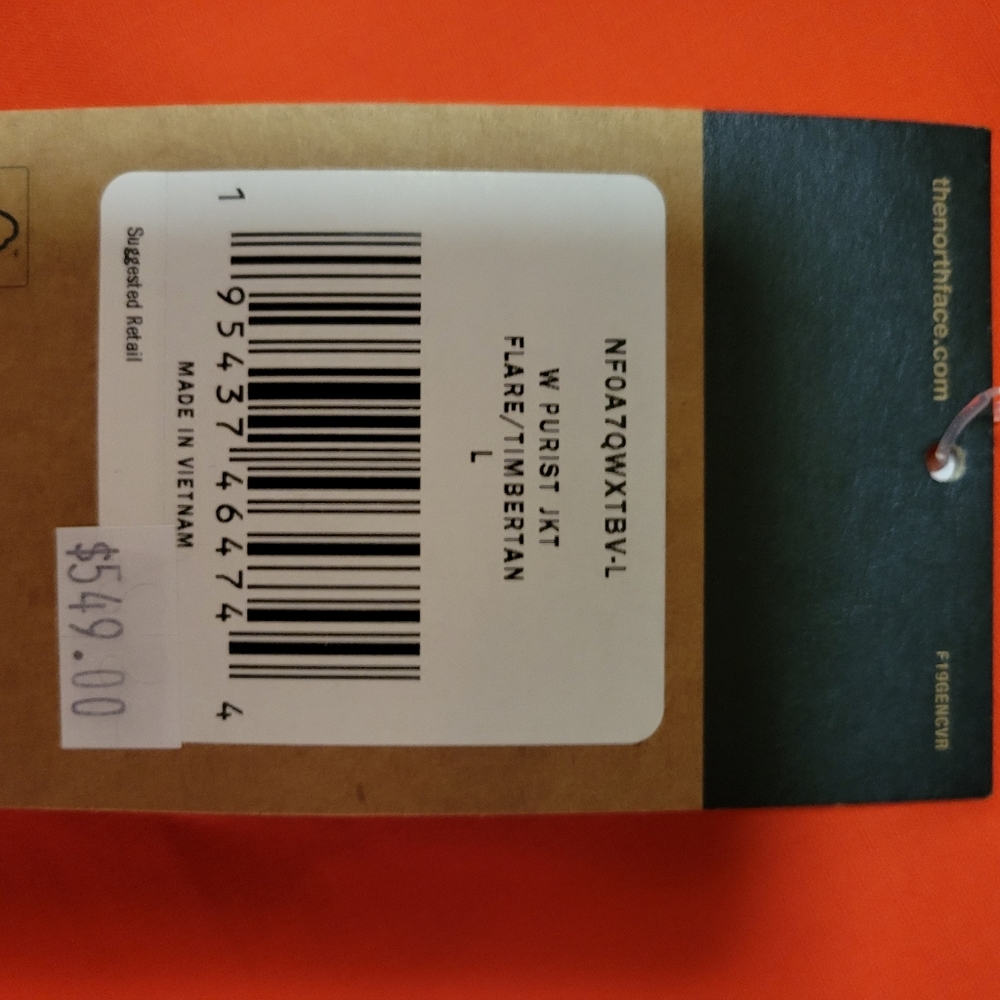 thenorthface.com
F19GENCVR
NF0A7QWXTBV-L
W PURIST JKT
FLARE/TIMBERTAN
L
1 95437 46474 4
MADE IN VIETNAM
Suggested Retail
$549.00